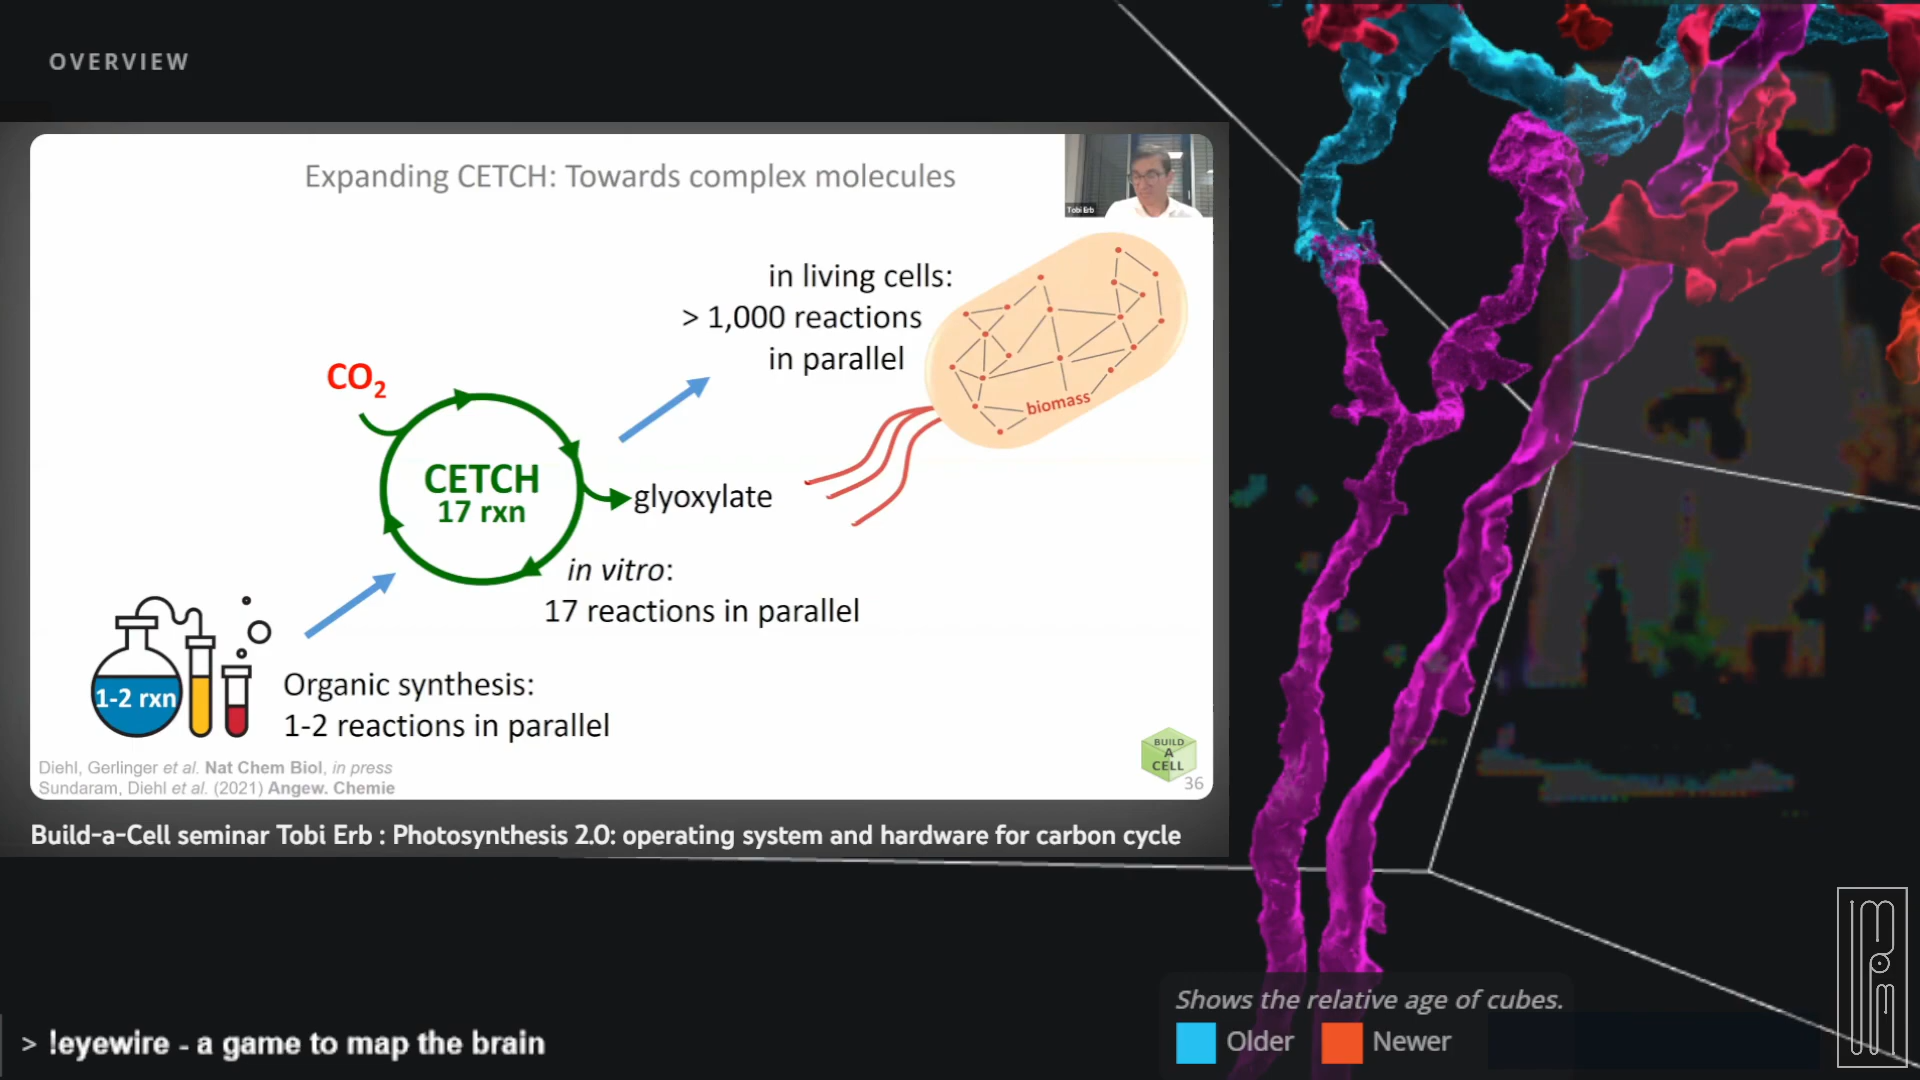 OVERVIEW
Expanding CETCH: Towards complex molecules
Tobi Erb
in living cells:
> 1,000 reactions
in parallel
biomass
CO2
CETCH
17 rxn
glyoxylate
in vitro:
17 reactions in parallel
1-2 rxn
Organic synthesis:
1-2 reactions in parallel
Diehl, Gerlinger et al. Nat Chem Biol, in press
Sundaram, Diehl et al. (2021) Angew. Chemie
BUILD
A
CELL
36
Build-a-Cell seminar Tobi Erb : Photosynthesis 2.0: operating system and hardware for carbon cycle
> !eyewire - a game to map the brain
Shows the relative age of cubes.
Older Newer